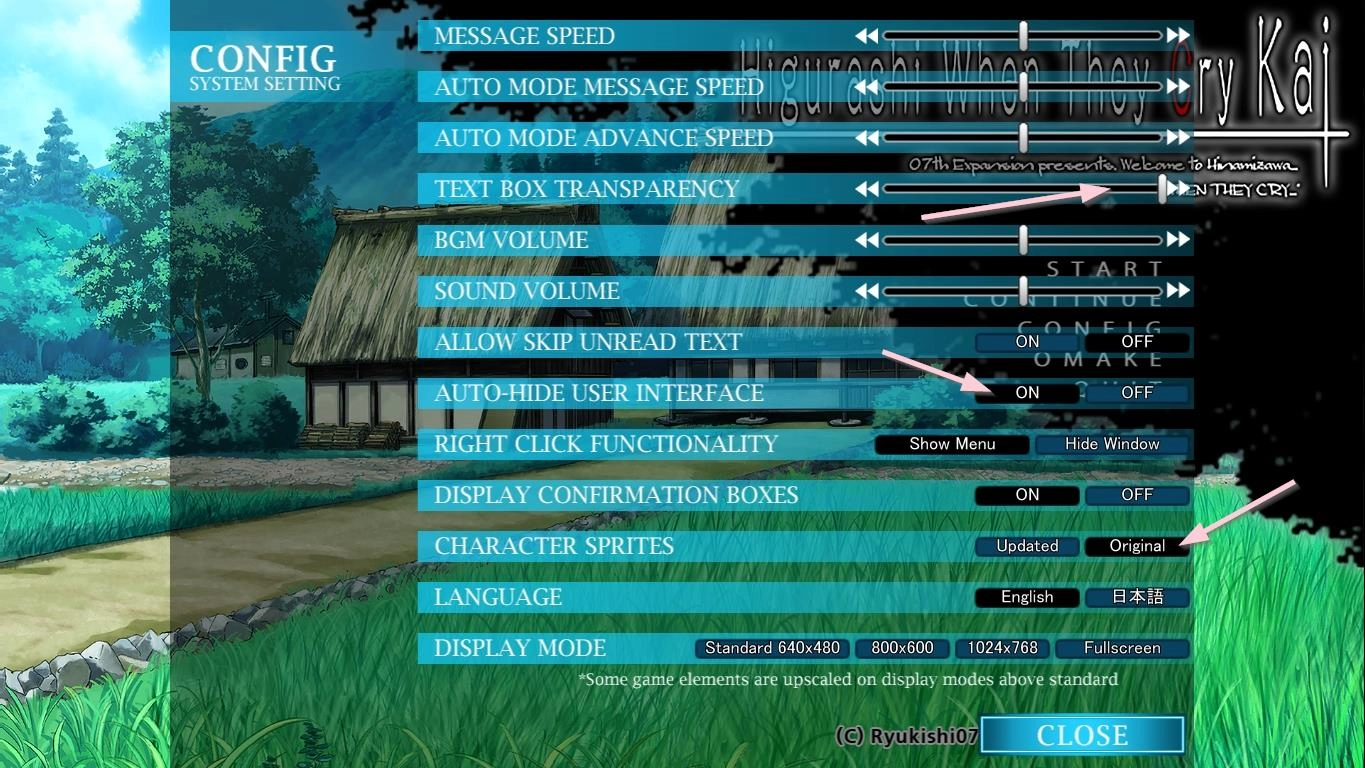 CONFIG
SYSTEM SETTING
Higurashi When They Cry Kai
07th Expansion presents. Welcome to Hinamizawa...
EN THEY CRY..."
MESSAGE SPEED
AUTO MODE MESSAGE SPEED
AUTO MODE ADVANCE SPEED
TEXT BOX TRANSPARENCY
BGM VOLUME
SOUND VOLUME
START
CONTINUE
CONFIG
OMAKE
ALLOW SKIP UNREAD TEXT ON OFF
AUTO-HIDE USER INTERFACE ON OFF
RIGHT CLICK FUNCTIONALITY Show Menu Hide Window
DISPLAY CONFIRMATION BOXES ON OFF
CHARACTER SPRITES Updated Original
LANGUAGE English 日本語
DISPLAY MODE Standard 640x480 800x600 1024x768 Fullscreen
*Some game elements are upscaled on display modes above standard
(C) Ryukishi07
CLOSE